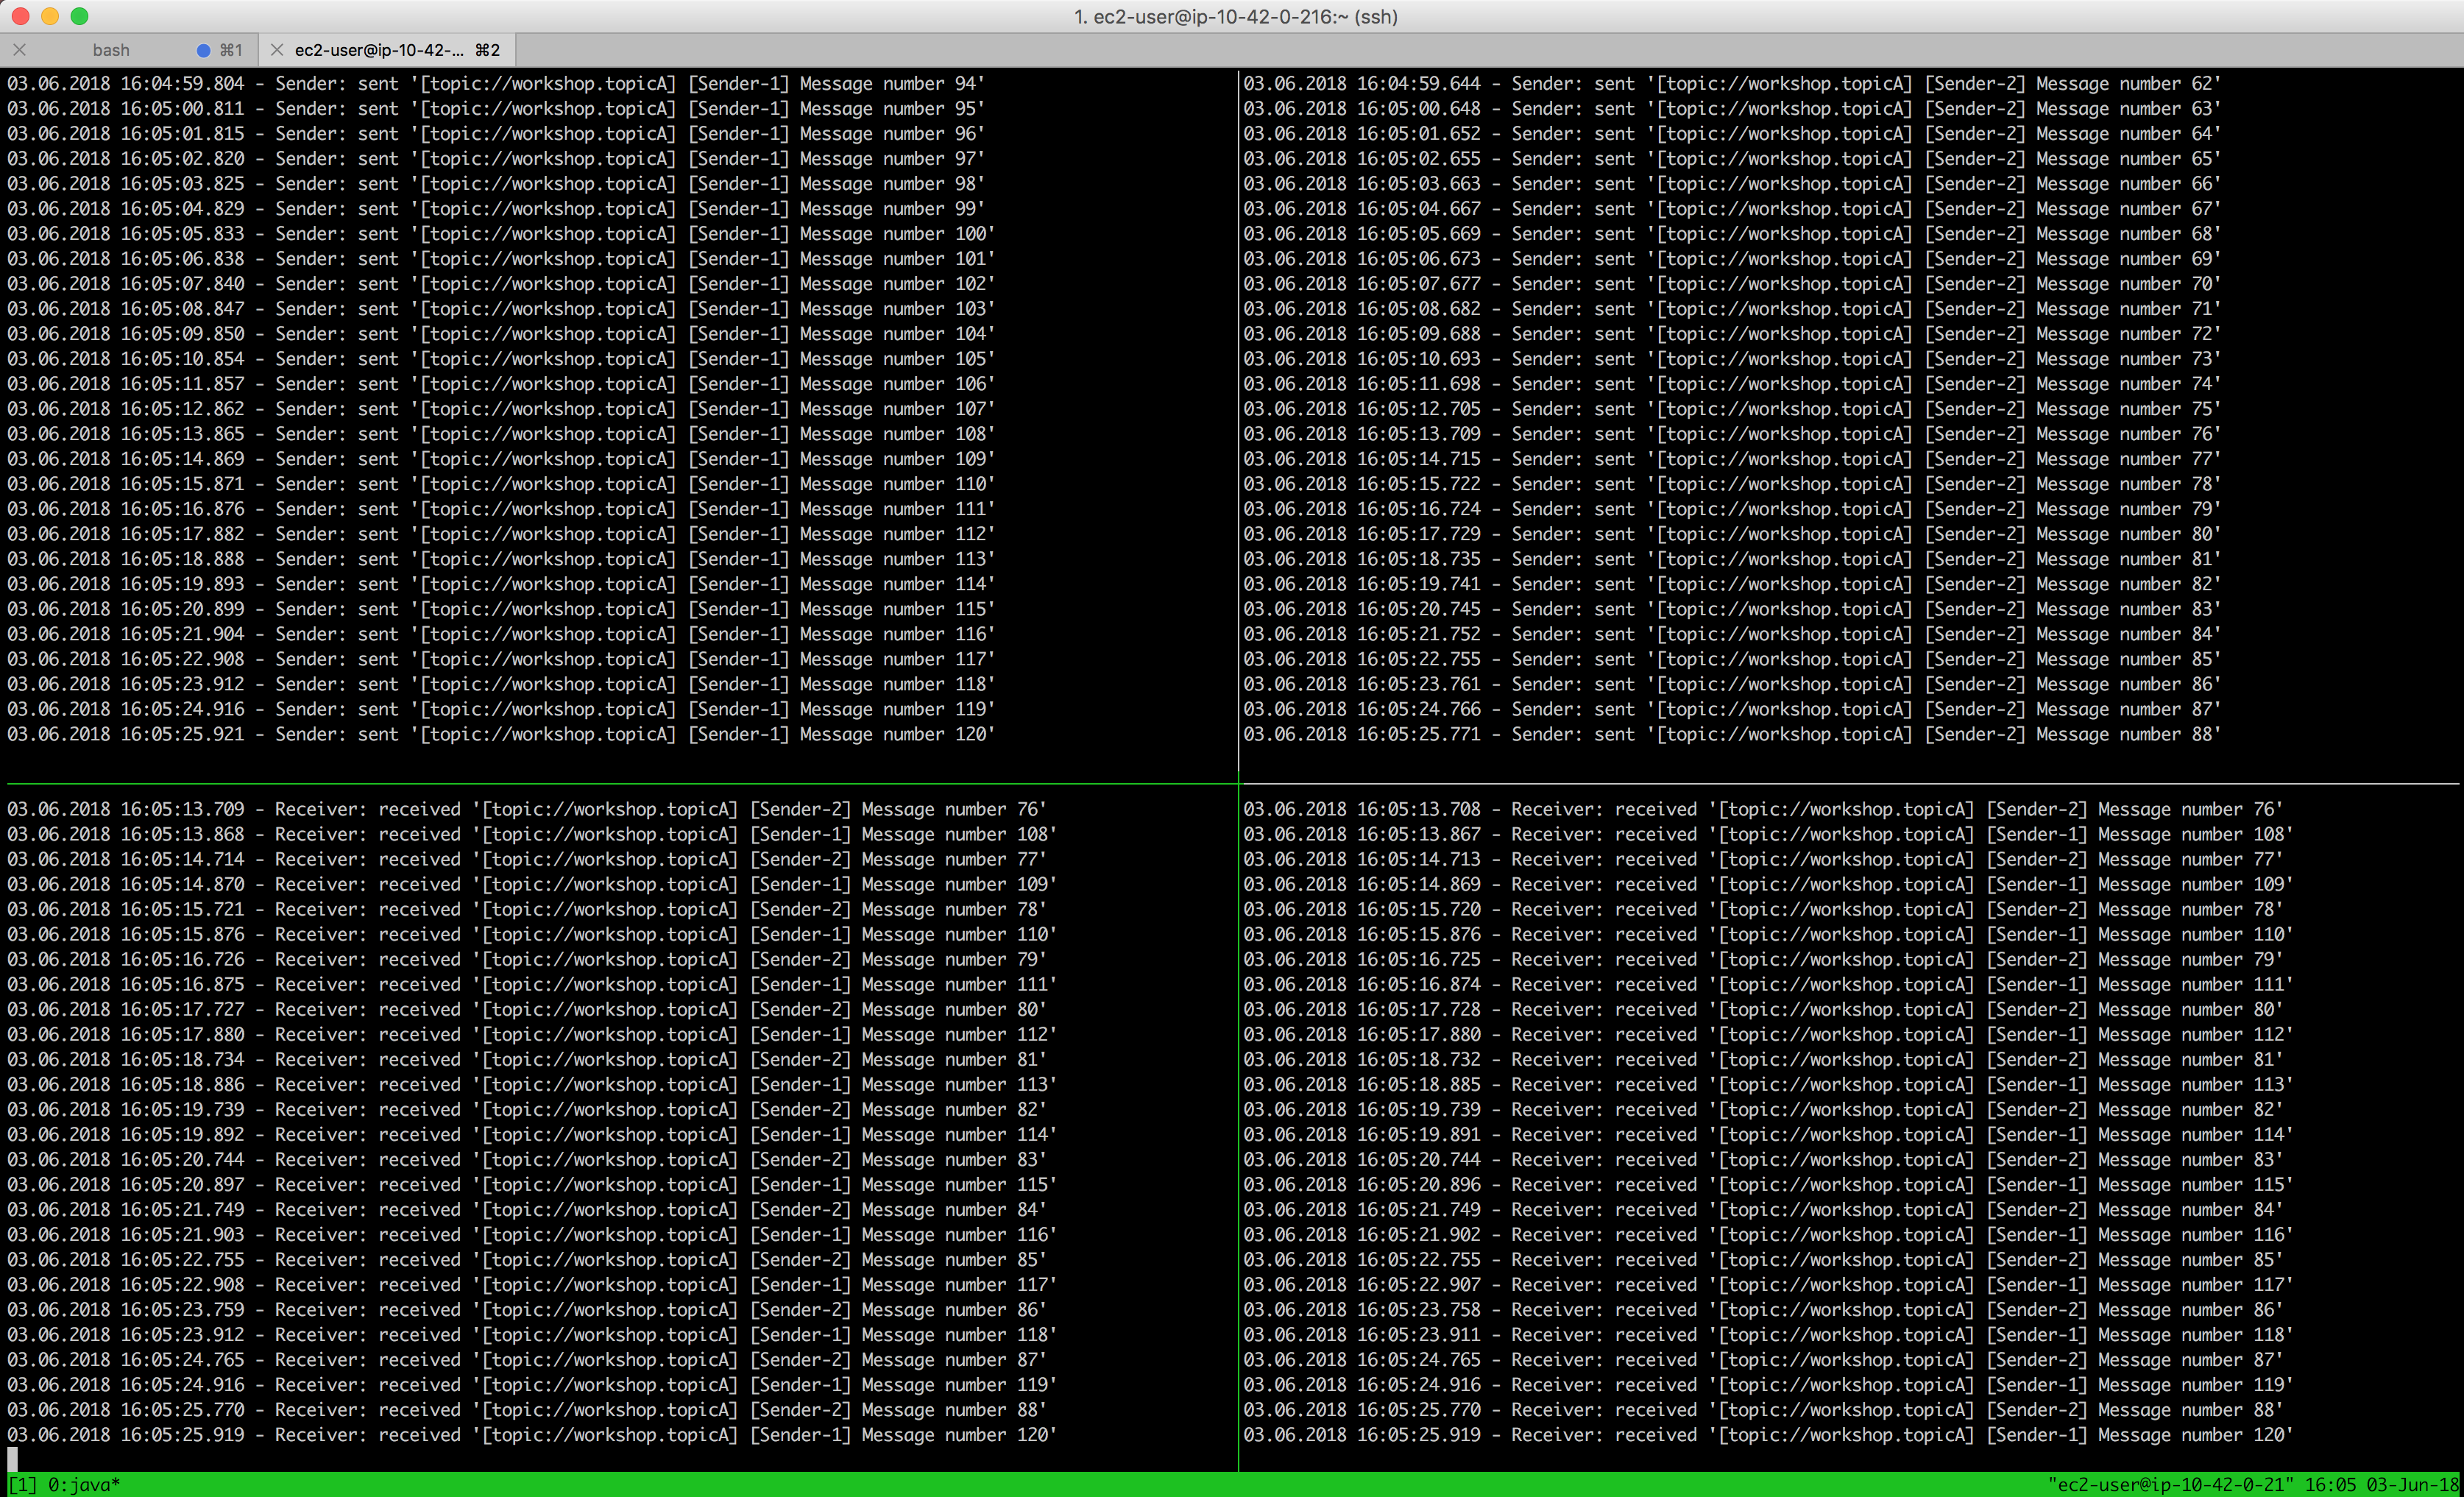 1. ec2-user@ip-10-42-0-216:~ (ssh)
bash ⌘1
ec2-user@ip-10-42-... ⌘2
03.06.2018 16:04:59.804 - Sender: sent '[topic://workshop.topicA] [Sender-1] Message number 94'
03.06.2018 16:05:00.811 - Sender: sent '[topic://workshop.topicA] [Sender-1] Message number 95'
03.06.2018 16:05:01.815 - Sender: sent '[topic://workshop.topicA] [Sender-1] Message number 96'
03.06.2018 16:05:02.820 - Sender: sent '[topic://workshop.topicA] [Sender-1] Message number 97'
03.06.2018 16:05:03.825 - Sender: sent '[topic://workshop.topicA] [Sender-1] Message number 98'
03.06.2018 16:05:04.829 - Sender: sent '[topic://workshop.topicA] [Sender-1] Message number 99'
03.06.2018 16:05:05.833 - Sender: sent '[topic://workshop.topicA] [Sender-1] Message number 100'
03.06.2018 16:05:06.838 - Sender: sent '[topic://workshop.topicA] [Sender-1] Message number 101'
03.06.2018 16:05:07.840 - Sender: sent '[topic://workshop.topicA] [Sender-1] Message number 102'
03.06.2018 16:05:08.847 - Sender: sent '[topic://workshop.topicA] [Sender-1] Message number 103'
03.06.2018 16:05:09.850 - Sender: sent '[topic://workshop.topicA] [Sender-1] Message number 104'
03.06.2018 16:05:10.854 - Sender: sent '[topic://workshop.topicA] [Sender-1] Message number 105'
03.06.2018 16:05:11.857 - Sender: sent '[topic://workshop.topicA] [Sender-1] Message number 106'
03.06.2018 16:05:12.862 - Sender: sent '[topic://workshop.topicA] [Sender-1] Message number 107'
03.06.2018 16:05:13.865 - Sender: sent '[topic://workshop.topicA] [Sender-1] Message number 108'
03.06.2018 16:05:14.869 - Sender: sent '[topic://workshop.topicA] [Sender-1] Message number 109'
03.06.2018 16:05:15.871 - Sender: sent '[topic://workshop.topicA] [Sender-1] Message number 110'
03.06.2018 16:05:16.876 - Sender: sent '[topic://workshop.topicA] [Sender-1] Message number 111'
03.06.2018 16:05:17.882 - Sender: sent '[topic://workshop.topicA] [Sender-1] Message number 112'
03.06.2018 16:05:18.888 - Sender: sent '[topic://workshop.topicA] [Sender-1] Message number 113'
03.06.2018 16:05:19.893 - Sender: sent '[topic://workshop.topicA] [Sender-1] Message number 114'
03.06.2018 16:05:20.899 - Sender: sent '[topic://workshop.topicA] [Sender-1] Message number 115'
03.06.2018 16:05:21.904 - Sender: sent '[topic://workshop.topicA] [Sender-1] Message number 116'
03.06.2018 16:05:22.908 - Sender: sent '[topic://workshop.topicA] [Sender-1] Message number 117'
03.06.2018 16:05:23.912 - Sender: sent '[topic://workshop.topicA] [Sender-1] Message number 118'
03.06.2018 16:05:24.916 - Sender: sent '[topic://workshop.topicA] [Sender-1] Message number 119'
03.06.2018 16:05:25.921 - Sender: sent '[topic://workshop.topicA] [Sender-1] Message number 120'
03.06.2018 16:04:59.644 - Sender: sent '[topic://workshop.topicA] [Sender-2] Message number 62'
03.06.2018 16:05:00.648 - Sender: sent '[topic://workshop.topicA] [Sender-2] Message number 63'
03.06.2018 16:05:01.652 - Sender: sent '[topic://workshop.topicA] [Sender-2] Message number 64'
03.06.2018 16:05:02.655 - Sender: sent '[topic://workshop.topicA] [Sender-2] Message number 65'
03.06.2018 16:05:03.663 - Sender: sent '[topic://workshop.topicA] [Sender-2] Message number 66'
03.06.2018 16:05:04.667 - Sender: sent '[topic://workshop.topicA] [Sender-2] Message number 67'
03.06.2018 16:05:05.669 - Sender: sent '[topic://workshop.topicA] [Sender-2] Message number 68'
03.06.2018 16:05:06.673 - Sender: sent '[topic://workshop.topicA] [Sender-2] Message number 69'
03.06.2018 16:05:07.677 - Sender: sent '[topic://workshop.topicA] [Sender-2] Message number 70'
03.06.2018 16:05:08.682 - Sender: sent '[topic://workshop.topicA] [Sender-2] Message number 71'
03.06.2018 16:05:09.688 - Sender: sent '[topic://workshop.topicA] [Sender-2] Message number 72'
03.06.2018 16:05:10.693 - Sender: sent '[topic://workshop.topicA] [Sender-2] Message number 73'
03.06.2018 16:05:11.698 - Sender: sent '[topic://workshop.topicA] [Sender-2] Message number 74'
03.06.2018 16:05:12.705 - Sender: sent '[topic://workshop.topicA] [Sender-2] Message number 75'
03.06.2018 16:05:13.709 - Sender: sent '[topic://workshop.topicA] [Sender-2] Message number 76'
03.06.2018 16:05:14.715 - Sender: sent '[topic://workshop.topicA] [Sender-2] Message number 77'
03.06.2018 16:05:15.722 - Sender: sent '[topic://workshop.topicA] [Sender-2] Message number 78'
03.06.2018 16:05:16.724 - Sender: sent '[topic://workshop.topicA] [Sender-2] Message number 79'
03.06.2018 16:05:17.729 - Sender: sent '[topic://workshop.topicA] [Sender-2] Message number 80'
03.06.2018 16:05:18.735 - Sender: sent '[topic://workshop.topicA] [Sender-2] Message number 81'
03.06.2018 16:05:19.741 - Sender: sent '[topic://workshop.topicA] [Sender-2] Message number 82'
03.06.2018 16:05:20.745 - Sender: sent '[topic://workshop.topicA] [Sender-2] Message number 83'
03.06.2018 16:05:21.752 - Sender: sent '[topic://workshop.topicA] [Sender-2] Message number 84'
03.06.2018 16:05:22.755 - Sender: sent '[topic://workshop.topicA] [Sender-2] Message number 85'
03.06.2018 16:05:23.761 - Sender: sent '[topic://workshop.topicA] [Sender-2] Message number 86'
03.06.2018 16:05:24.766 - Sender: sent '[topic://workshop.topicA] [Sender-2] Message number 87'
03.06.2018 16:05:25.771 - Sender: sent '[topic://workshop.topicA] [Sender-2] Message number 88'
03.06.2018 16:05:13.709 - Receiver: received '[topic://workshop.topicA] [Sender-2] Message number 76'
03.06.2018 16:05:13.868 - Receiver: received '[topic://workshop.topicA] [Sender-1] Message number 108'
03.06.2018 16:05:14.714 - Receiver: received '[topic://workshop.topicA] [Sender-2] Message number 77'
03.06.2018 16:05:14.870 - Receiver: received '[topic://workshop.topicA] [Sender-1] Message number 109'
03.06.2018 16:05:15.721 - Receiver: received '[topic://workshop.topicA] [Sender-2] Message number 78'
03.06.2018 16:05:15.876 - Receiver: received '[topic://workshop.topicA] [Sender-1] Message number 110'
03.06.2018 16:05:16.726 - Receiver: received '[topic://workshop.topicA] [Sender-2] Message number 79'
03.06.2018 16:05:16.875 - Receiver: received '[topic://workshop.topicA] [Sender-1] Message number 111'
03.06.2018 16:05:17.727 - Receiver: received '[topic://workshop.topicA] [Sender-2] Message number 80'
03.06.2018 16:05:17.880 - Receiver: received '[topic://workshop.topicA] [Sender-1] Message number 112'
03.06.2018 16:05:18.734 - Receiver: received '[topic://workshop.topicA] [Sender-2] Message number 81'
03.06.2018 16:05:18.886 - Receiver: received '[topic://workshop.topicA] [Sender-1] Message number 113'
03.06.2018 16:05:19.739 - Receiver: received '[topic://workshop.topicA] [Sender-2] Message number 82'
03.06.2018 16:05:19.892 - Receiver: received '[topic://workshop.topicA] [Sender-1] Message number 114'
03.06.2018 16:05:20.744 - Receiver: received '[topic://workshop.topicA] [Sender-2] Message number 83'
03.06.2018 16:05:20.897 - Receiver: received '[topic://workshop.topicA] [Sender-1] Message number 115'
03.06.2018 16:05:21.749 - Receiver: received '[topic://workshop.topicA] [Sender-2] Message number 84'
03.06.2018 16:05:21.903 - Receiver: received '[topic://workshop.topicA] [Sender-1] Message number 116'
03.06.2018 16:05:22.755 - Receiver: received '[topic://workshop.topicA] [Sender-2] Message number 85'
03.06.2018 16:05:22.908 - Receiver: received '[topic://workshop.topicA] [Sender-1] Message number 117'
03.06.2018 16:05:23.759 - Receiver: received '[topic://workshop.topicA] [Sender-2] Message number 86'
03.06.2018 16:05:23.912 - Receiver: received '[topic://workshop.topicA] [Sender-1] Message number 118'
03.06.2018 16:05:24.765 - Receiver: received '[topic://workshop.topicA] [Sender-2] Message number 87'
03.06.2018 16:05:24.916 - Receiver: received '[topic://workshop.topicA] [Sender-1] Message number 119'
03.06.2018 16:05:25.770 - Receiver: received '[topic://workshop.topicA] [Sender-2] Message number 88'
03.06.2018 16:05:25.919 - Receiver: received '[topic://workshop.topicA] [Sender-1] Message number 120'
03.06.2018 16:05:13.708 - Receiver: received '[topic://workshop.topicA] [Sender-2] Message number 76'
03.06.2018 16:05:13.867 - Receiver: received '[topic://workshop.topicA] [Sender-1] Message number 108'
03.06.2018 16:05:14.713 - Receiver: received '[topic://workshop.topicA] [Sender-2] Message number 77'
03.06.2018 16:05:14.869 - Receiver: received '[topic://workshop.topicA] [Sender-1] Message number 109'
03.06.2018 16:05:15.720 - Receiver: received '[topic://workshop.topicA] [Sender-2] Message number 78'
03.06.2018 16:05:15.876 - Receiver: received '[topic://workshop.topicA] [Sender-1] Message number 110'
03.06.2018 16:05:16.725 - Receiver: received '[topic://workshop.topicA] [Sender-2] Message number 79'
03.06.2018 16:05:16.874 - Receiver: received '[topic://workshop.topicA] [Sender-1] Message number 111'
03.06.2018 16:05:17.728 - Receiver: received '[topic://workshop.topicA] [Sender-2] Message number 80'
03.06.2018 16:05:17.880 - Receiver: received '[topic://workshop.topicA] [Sender-1] Message number 112'
03.06.2018 16:05:18.732 - Receiver: received '[topic://workshop.topicA] [Sender-2] Message number 81'
03.06.2018 16:05:18.885 - Receiver: received '[topic://workshop.topicA] [Sender-1] Message number 113'
03.06.2018 16:05:19.739 - Receiver: received '[topic://workshop.topicA] [Sender-2] Message number 82'
03.06.2018 16:05:19.891 - Receiver: received '[topic://workshop.topicA] [Sender-1] Message number 114'
03.06.2018 16:05:20.744 - Receiver: received '[topic://workshop.topicA] [Sender-2] Message number 83'
03.06.2018 16:05:20.896 - Receiver: received '[topic://workshop.topicA] [Sender-1] Message number 115'
03.06.2018 16:05:21.749 - Receiver: received '[topic://workshop.topicA] [Sender-2] Message number 84'
03.06.2018 16:05:21.902 - Receiver: received '[topic://workshop.topicA] [Sender-1] Message number 116'
03.06.2018 16:05:22.755 - Receiver: received '[topic://workshop.topicA] [Sender-2] Message number 85'
03.06.2018 16:05:22.907 - Receiver: received '[topic://workshop.topicA] [Sender-1] Message number 117'
03.06.2018 16:05:23.758 - Receiver: received '[topic://workshop.topicA] [Sender-2] Message number 86'
03.06.2018 16:05:23.911 - Receiver: received '[topic://workshop.topicA] [Sender-1] Message number 118'
03.06.2018 16:05:24.765 - Receiver: received '[topic://workshop.topicA] [Sender-2] Message number 87'
03.06.2018 16:05:24.916 - Receiver: received '[topic://workshop.topicA] [Sender-1] Message number 119'
03.06.2018 16:05:25.770 - Receiver: received '[topic://workshop.topicA] [Sender-2] Message number 88'
03.06.2018 16:05:25.919 - Receiver: received '[topic://workshop.topicA] [Sender-1] Message number 120'
[1] 0:java* "ec2-user@ip-10-42-0-21" 16:05 03-Jun-18